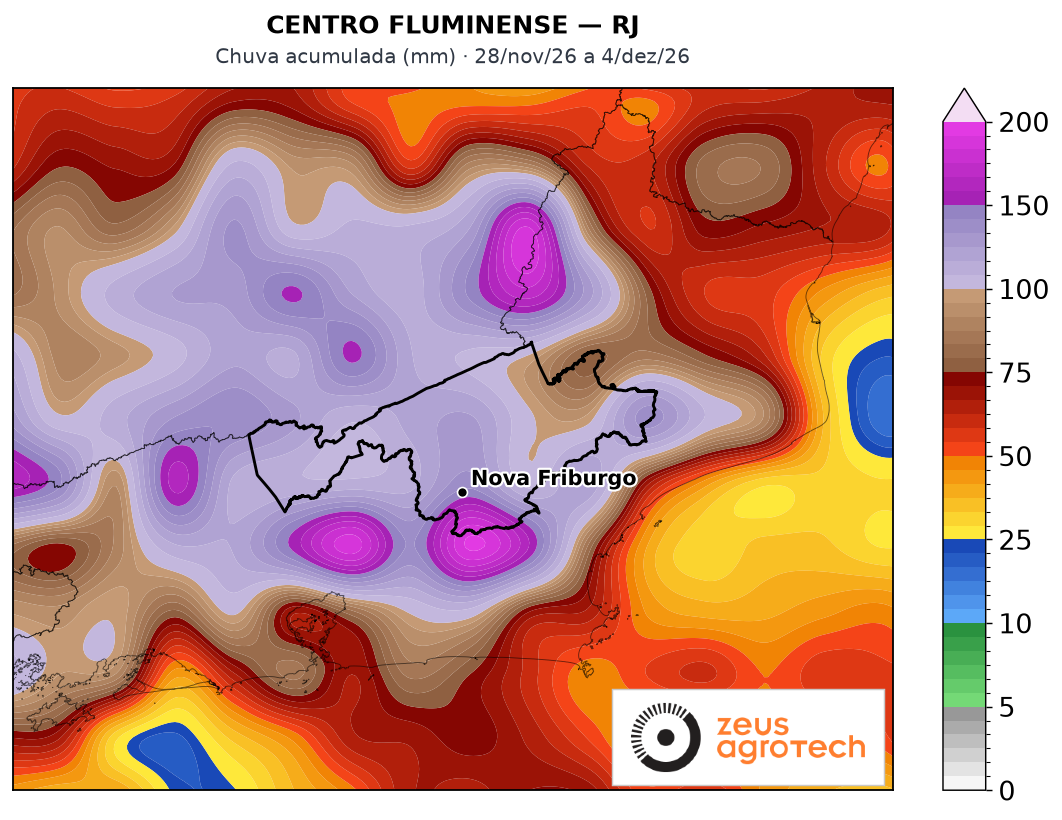 CENTRO FLUMINENSE — RJ
Chuva acumulada (mm) · 28/nov/26 a 4/dez/26
Nova Friburgo
200
150
100
75
50
25
10
5
0
zeus
agrotech